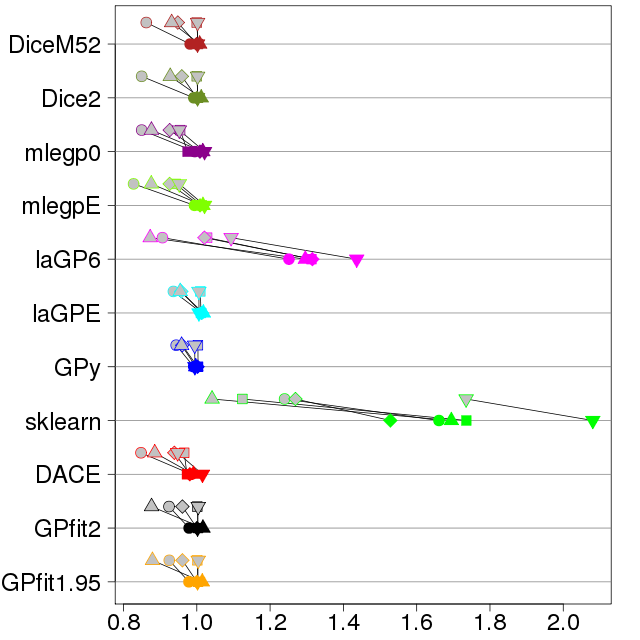 DiceM52
Dice2
mlegp0
mlegpE
laGP6
laGPE
GPy
sklearn
DACE
GPfit2
GPfit1.95
0.8 1.0 1.2 1.4 1.6 1.8 2.0